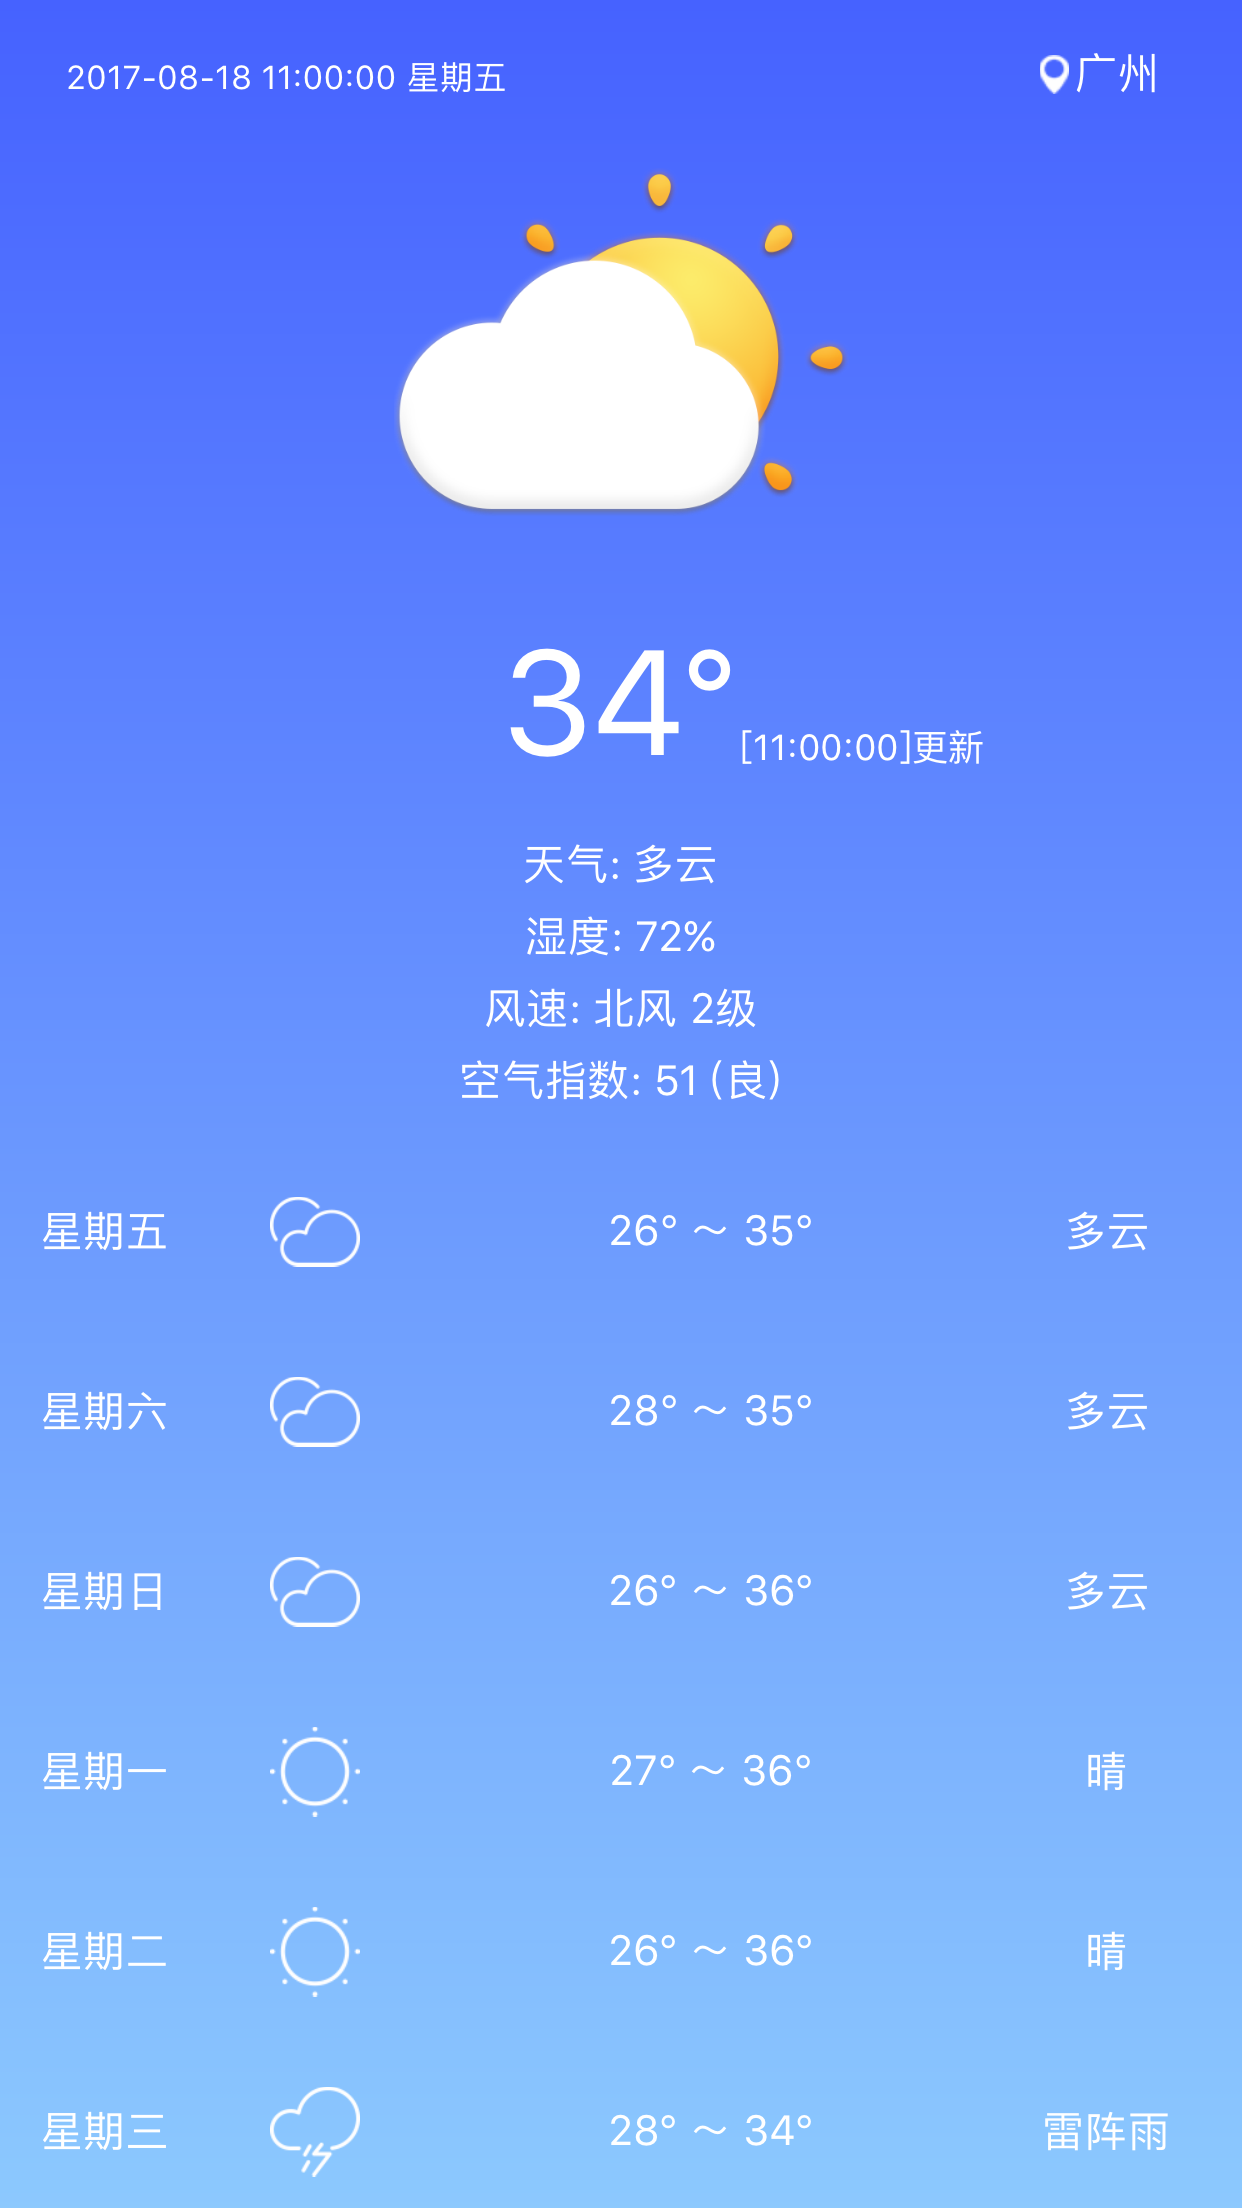 2017-08-18 11:00:00 星期五 广州
34° [11:00:00]更新
天气: 多云
湿度: 72%
风速: 北风 2级
空气指数: 51 (良)
星期五 26° ～ 35° 多云
星期六 28° ～ 35° 多云
星期日 26° ～ 36° 多云
星期一 27° ～ 36° 晴
星期二 26° ～ 36° 晴
星期三 28° ～ 34° 雷阵雨